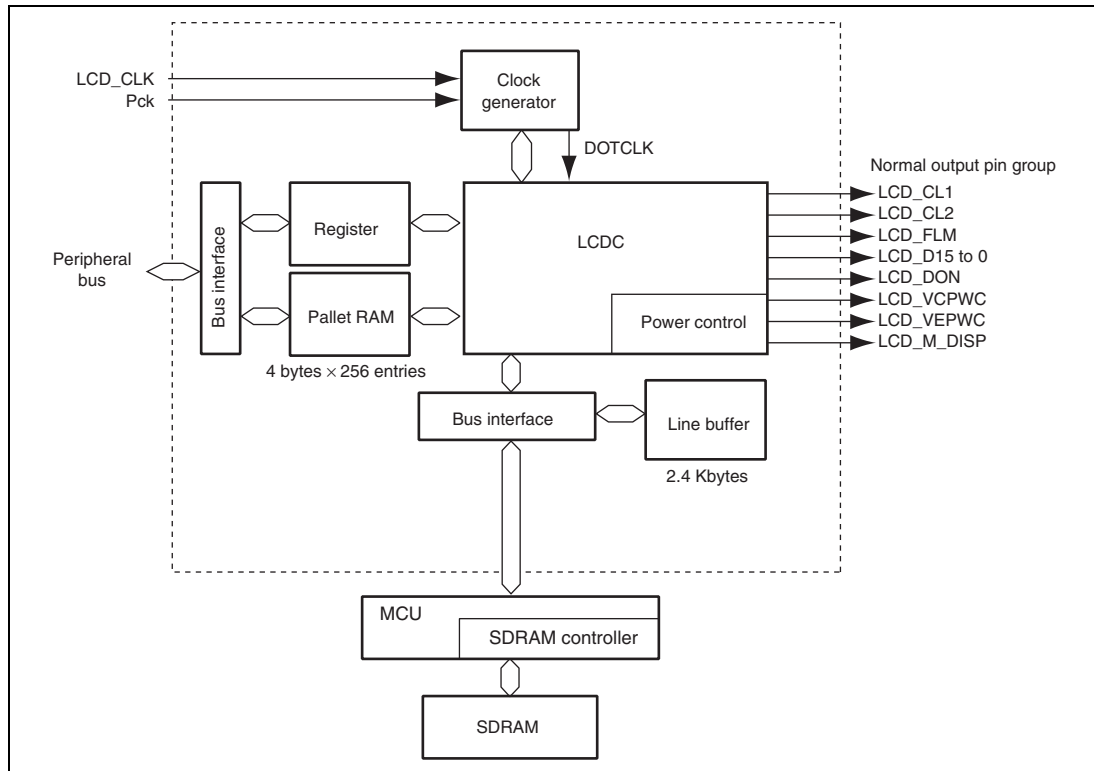 LCD_CLK
Pck
Clock
generator
DOTCLK
Normal output pin group
LCD_CL1
LCD_CL2
LCD_FLM
LCD_D15 to 0
LCD_DON
LCD_VCPWC
LCD_VEPWC
LCD_M_DISP
Peripheral
bus
Bus interface
Register
Pallet RAM
4 bytes × 256 entries
LCDC
Power control
Bus interface
Line buffer
2.4 Kbytes
MCU
SDRAM controller
SDRAM